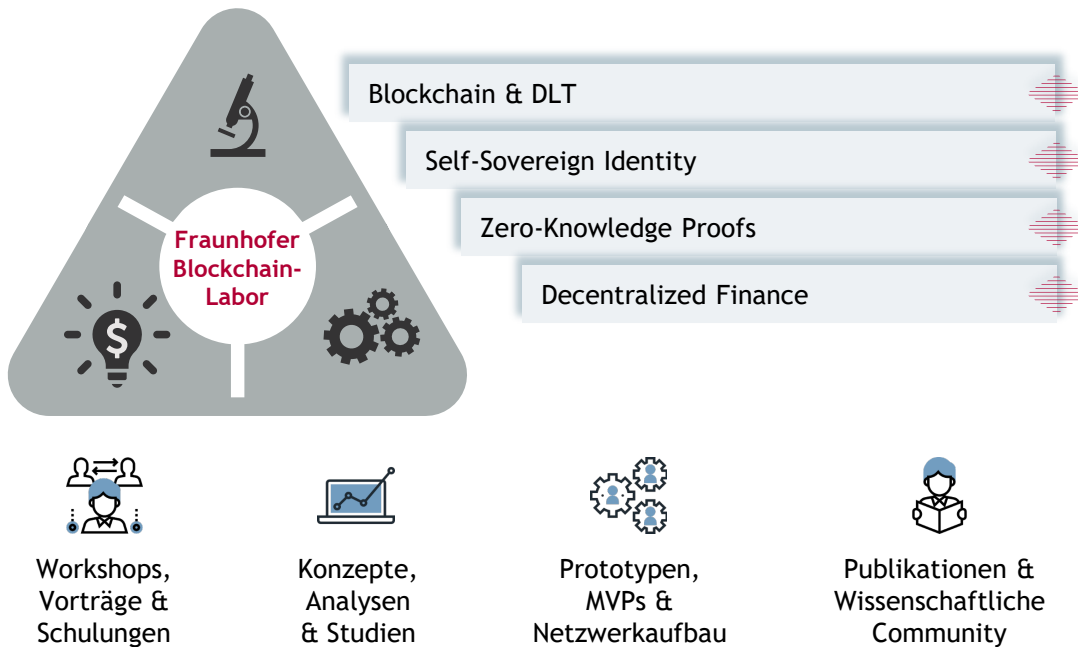 Blockchain & DLT
Self-Sovereign Identity
Zero-Knowledge Proofs
Decentralized Finance
Fraunhofer
Blockchain-
Labor
$
Workshops,
Vorträge &
Schulungen
Konzepte,
Analysen
& Studien
Prototypen,
MVPs &
Netzwerkaufbau
Publikationen &
Wissenschaftliche
Community